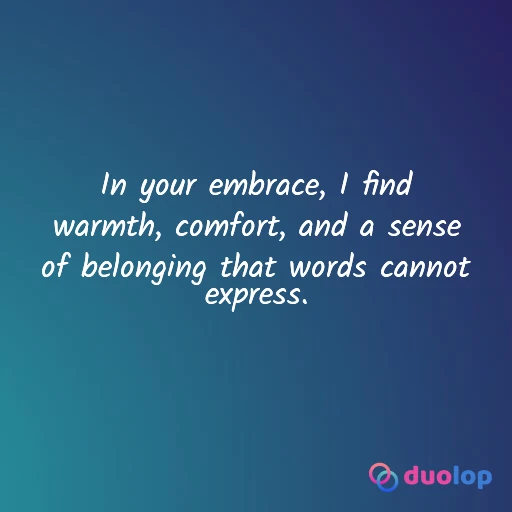 In your embrace, I find
warmth, comfort, and a sense
of belonging that words cannot
express.
duolop